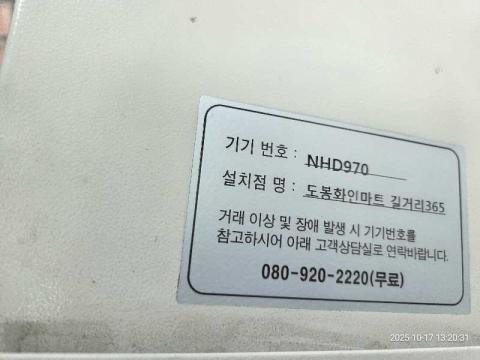 기기 번호 : NHD970
설치점 명 : 도봉화인마트 길거리365
거래 이상 및 장애 발생 시 기기번호를
참고하시어 아래 고객상담실로 연락바랍니다.
080-920-2220(무료)
2025-10-17 13:20:31